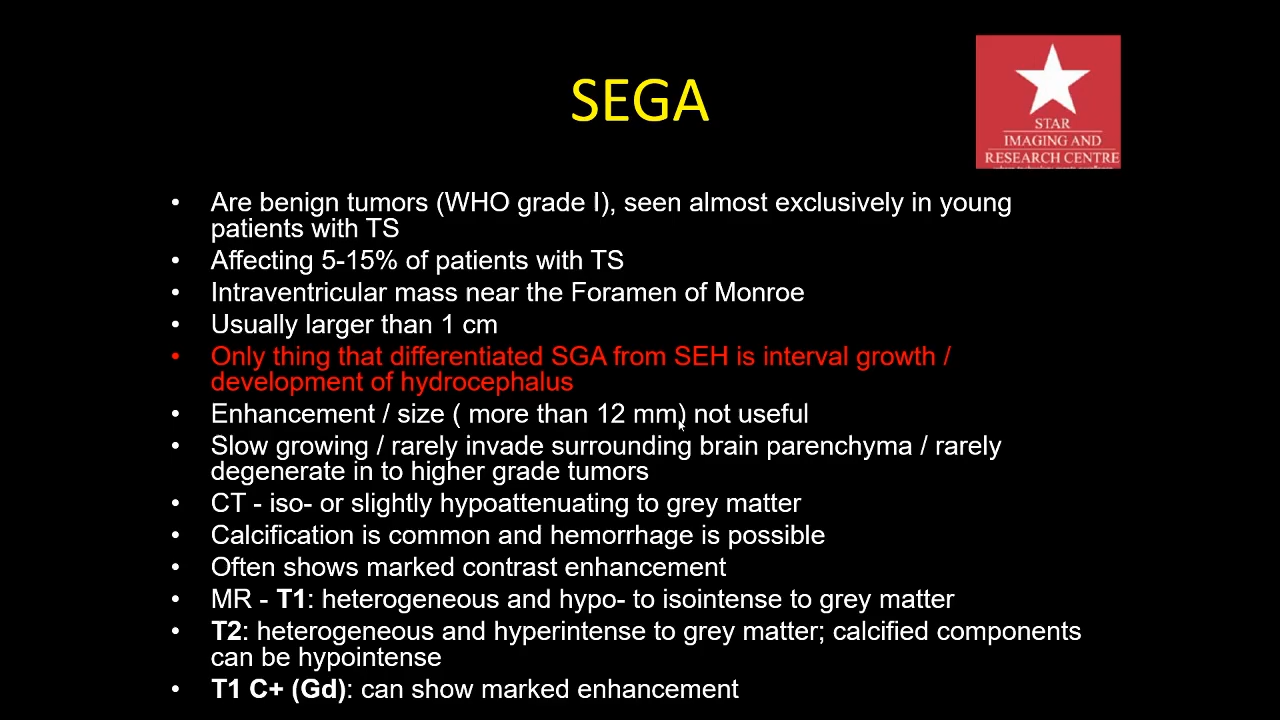 SEGA
STAR
IMAGING AND
RESEARCH CENTRE
• Are benign tumors (WHO grade I), seen almost exclusively in young
patients with TS
• Affecting 5-15% of patients with TS
• Intraventricular mass near the Foramen of Monroe
• Usually larger than 1 cm
• Only thing that differentiated SGA from SEH is interval growth /
development of hydrocephalus
• Enhancement / size ( more than 12 mm) not useful
• Slow growing / rarely invade surrounding brain parenchyma / rarely
degenerate in to higher grade tumors
• CT - iso- or slightly hypoattenuating to grey matter
• Calcification is common and hemorrhage is possible
• Often shows marked contrast enhancement
• MR - T1: heterogeneous and hypo- to isointense to grey matter
• T2: heterogeneous and hyperintense to grey matter; calcified components
can be hypointense
• T1 C+ (Gd): can show marked enhancement